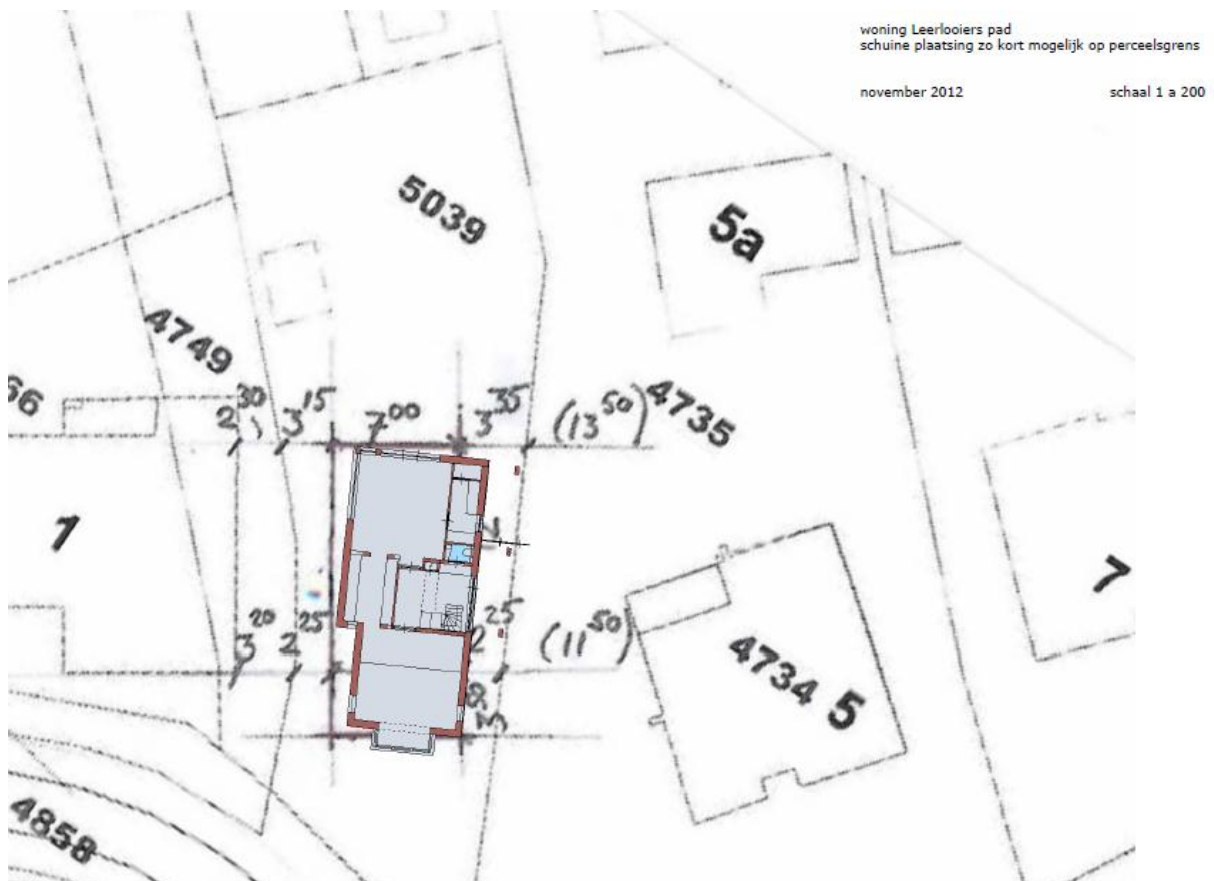 woning Leerlooiers pad
schuine plaatsing zo kort mogelijk op perceelsgrens
november 2012 schaal 1 a 200
5039
5a
4749
66
2 30 3 15 7 00 3 35 (13 50) 4735
1
7
3 20 2 25 2 25 (11 50)
4734 5
4858